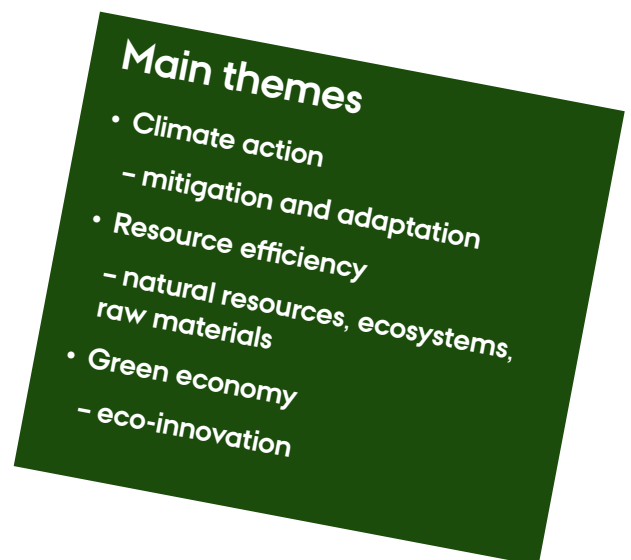 Main themes
• Climate action
– mitigation and adaptation
• Resource efficiency
– natural resources, ecosystems,
raw materials
• Green economy
– eco-innovation